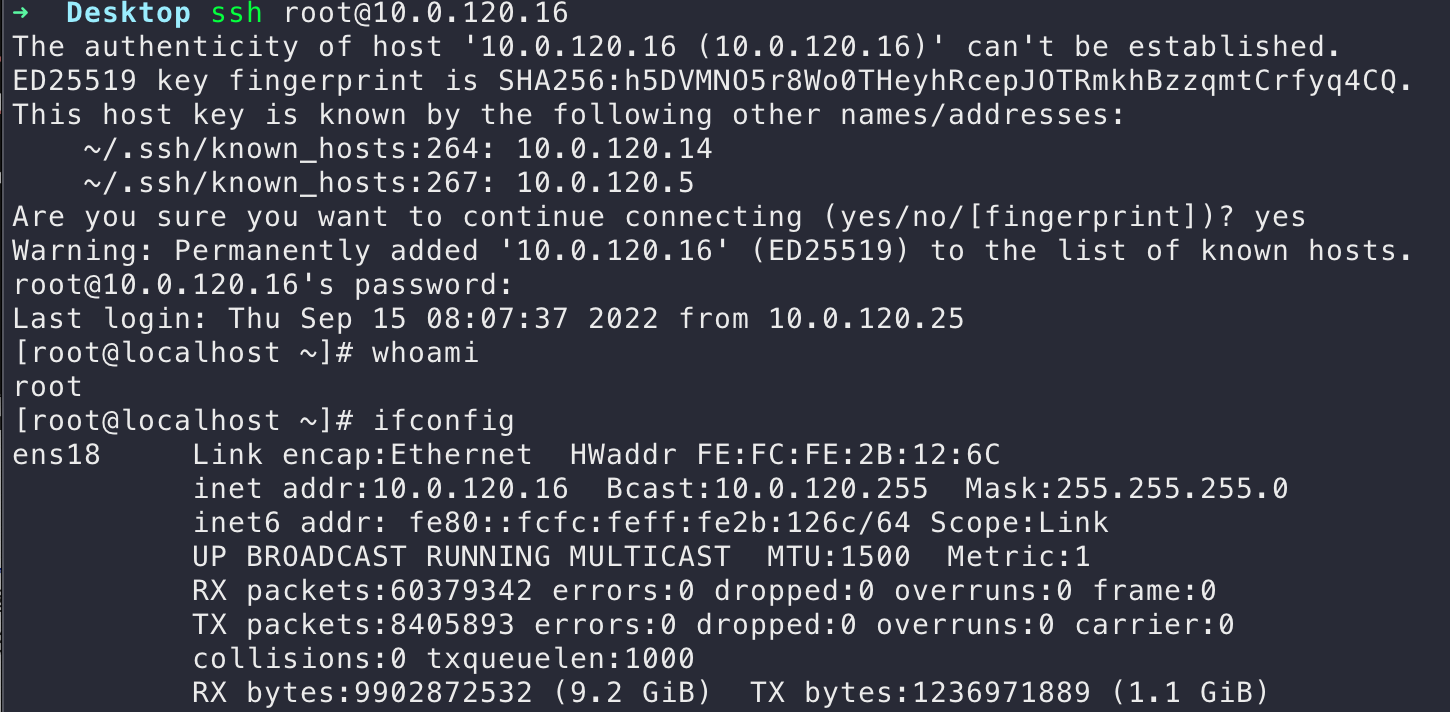 →  Desktop ssh root@10.0.120.16
The authenticity of host '10.0.120.16 (10.0.120.16)' can't be established.
ED25519 key fingerprint is SHA256:h5DVMNO5r8Wo0THeyhRcepJOTRmkhBzzqmtCrfyq4CQ.
This host key is known by the following other names/addresses:
    ~/.ssh/known_hosts:264: 10.0.120.14
    ~/.ssh/known_hosts:267: 10.0.120.5
Are you sure you want to continue connecting (yes/no/[fingerprint])? yes
Warning: Permanently added '10.0.120.16' (ED25519) to the list of known hosts.
root@10.0.120.16's password:
Last login: Thu Sep 15 08:07:37 2022 from 10.0.120.25
[root@localhost ~]# whoami
root
[root@localhost ~]# ifconfig
ens18     Link encap:Ethernet  HWaddr FE:FC:FE:2B:12:6C
          inet addr:10.0.120.16  Bcast:10.0.120.255  Mask:255.255.255.0
          inet6 addr: fe80::fcfc:feff:fe2b:126c/64 Scope:Link
          UP BROADCAST RUNNING MULTICAST  MTU:1500  Metric:1
          RX packets:60379342 errors:0 dropped:0 overruns:0 frame:0
          TX packets:8405893 errors:0 dropped:0 overruns:0 carrier:0
          collisions:0 txqueuelen:1000
          RX bytes:9902872532 (9.2 GiB)  TX bytes:1236971889 (1.1 GiB)